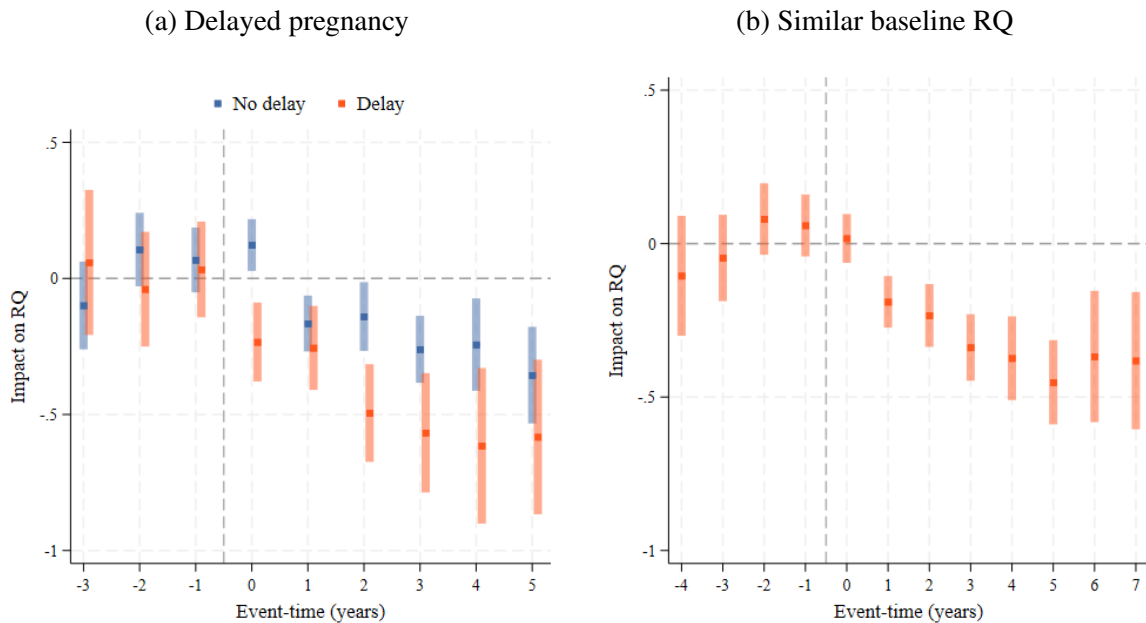 (a) Delayed pregnancy
No delay Delay
.5
0
-.5
-1
Impact on RQ
-3 -2 -1 0 1 2 3 4 5
Event-time (years)
(b) Similar baseline RQ
.5
0
-.5
-1
Impact on RQ
-4 -3 -2 -1 0 1 2 3 4 5 6 7
Event-time (years)